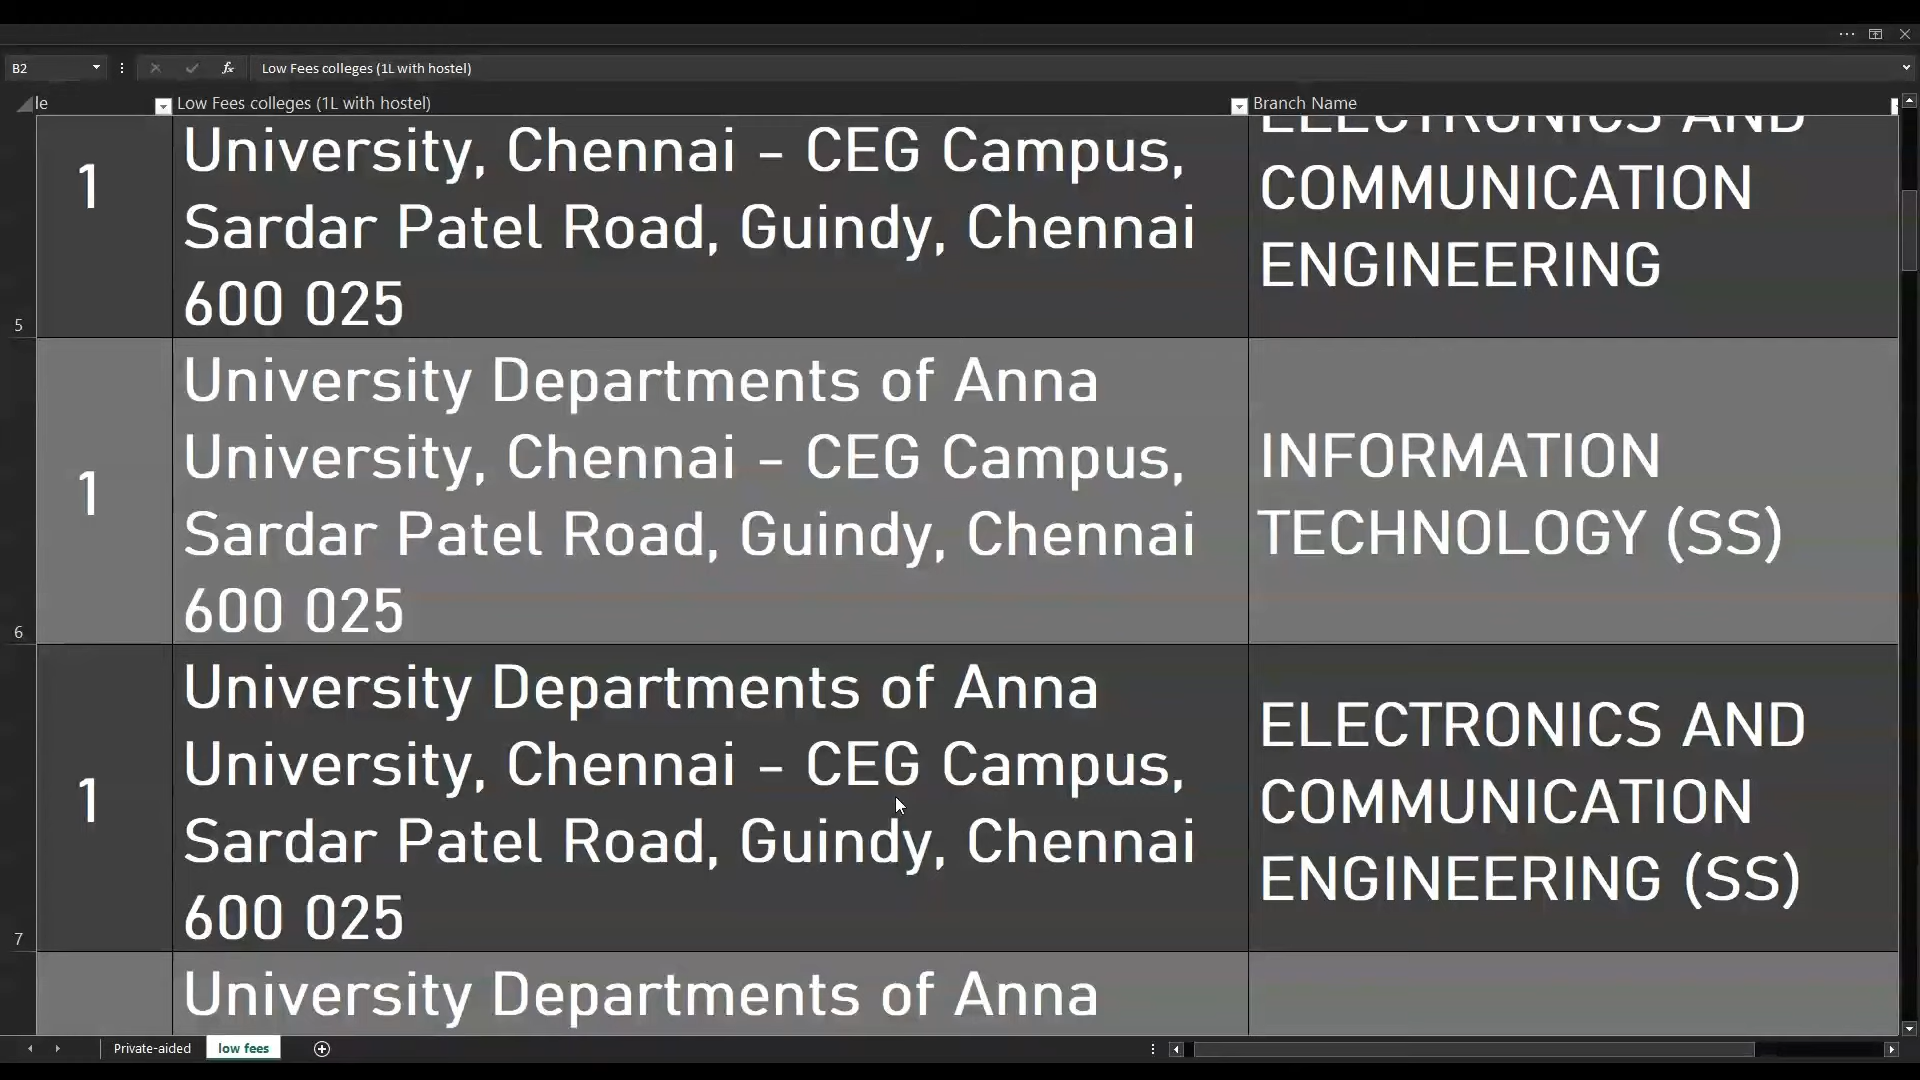 B2
fx
Low Fees colleges (1L with hostel)
le
Low Fees colleges (1L with hostel)
Branch Name
5
1
University, Chennai – CEG Campus,
Sardar Patel Road, Guindy, Chennai
600 025
ELECTRONICS AND
COMMUNICATION
ENGINEERING
6
1
University Departments of Anna
University, Chennai – CEG Campus,
Sardar Patel Road, Guindy, Chennai
600 025
INFORMATION
TECHNOLOGY (SS)
7
1
University Departments of Anna
University, Chennai – CEG Campus,
Sardar Patel Road, Guindy, Chennai
600 025
ELECTRONICS AND
COMMUNICATION
ENGINEERING (SS)
University Departments of Anna
Private-aided
low fees